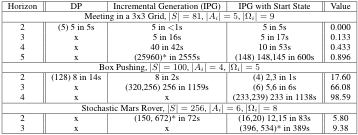 Horizon DP Incremental Generation (IPG) IPG with Start State Value
Meeting in a 3x3 Grid, |S| = 81, |A_i| = 5, |Ω_i| = 9
2 (5) 5 in 5s 5 in <1s 5 in 5s 0.000
3 x 5 in 16s 5 in 17s 0.133
4 x 40 in 42s 10 in 53s 0.433
5 x (25960)* in 2555s (148) 148,145 in 600s 0.896
Box Pushing, |S| = 100, |A_i| = 4, |Ω_i| = 5
2 (128) 8 in 14s 8 in 2s (4) 2,3 in 1s 17.60
3 x (320,256) 256 in 1159s (6) 5,6 in 6s 66.08
4 x x (233,239) 233 in 1138s 98.59
Stochastic Mars Rover, |S| = 256, |A_i| = 6, |Ω_i| = 8
2 x (150, 672)* in 72s (16,20) 12,15 in 83s 5.80
3 x x (396, 534)* in 389s 9.38